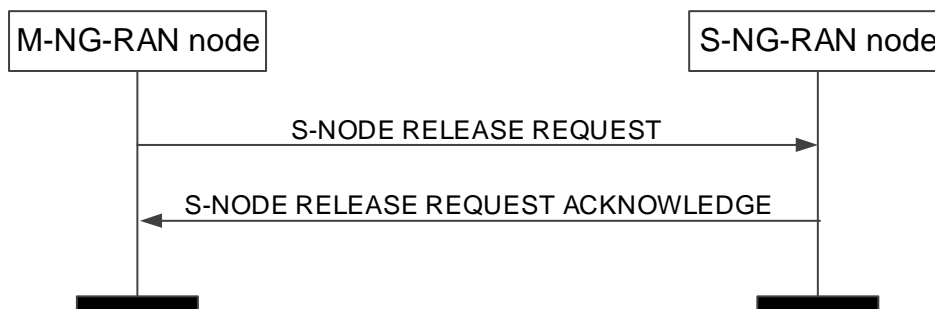 M-NG-RAN node
S-NG-RAN node
S-NODE RELEASE REQUEST
S-NODE RELEASE REQUEST ACKNOWLEDGE